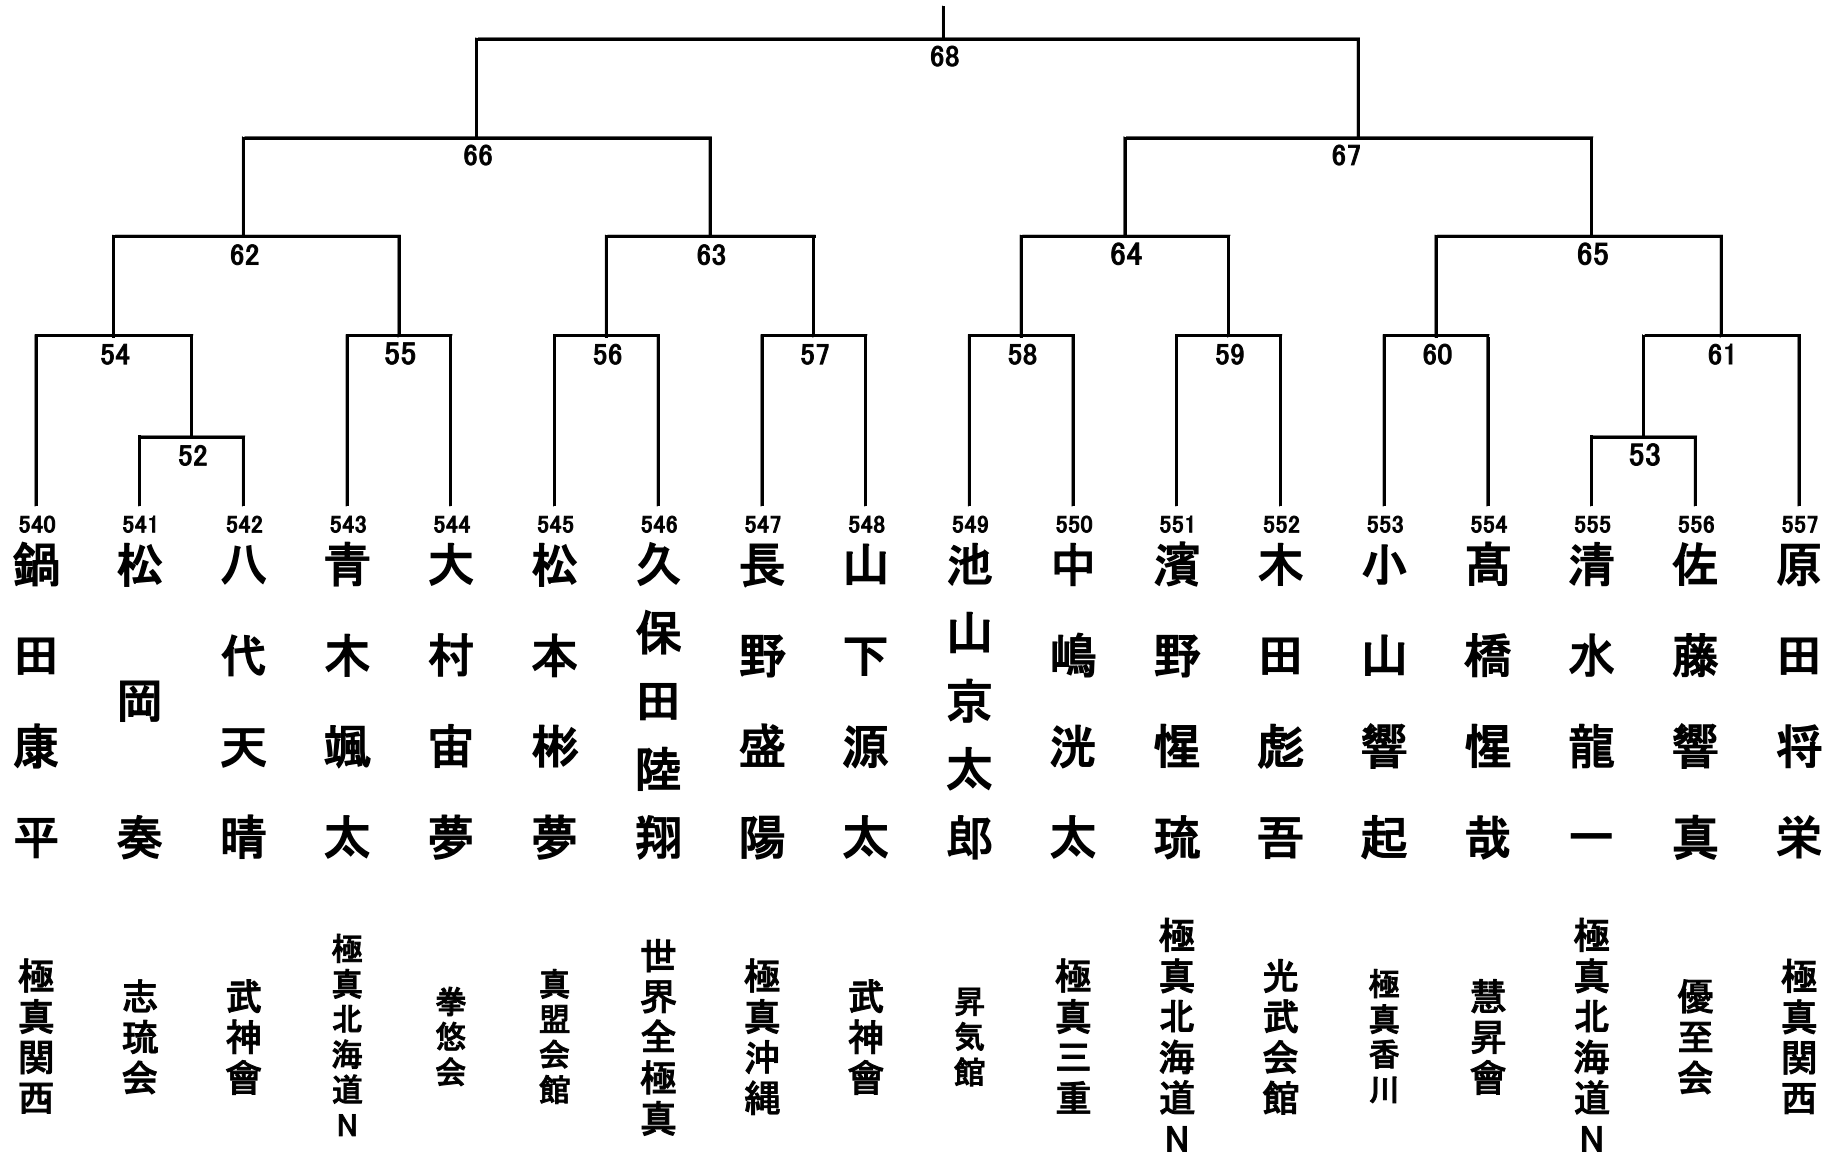 68
66
67
62
63
64
65
54
55
56
57
58
59
60
61
52
53
540
鍋田康平
極真関西
541
松岡奏
志琉会
542
八代天晴
武神會
543
青木颯太
極真北海道N
544
大村宙夢
拳悠会
545
松本彬夢
真盟会館
546
久保田陸翔
世界全極真
547
長野盛陽
極真沖縄
548
山下源太
武神會
549
池山京太郎
昇気館
550
中嶋洸太
極真三重
551
濱野惺琉
極真北海道N
552
木田彪吾
光武会館
553
小山響起
極真香川
554
髙橋惺哉
慧昇會
555
清水龍一
極真北海道N
556
佐藤響真
優至会
557
原田将栄
極真関西